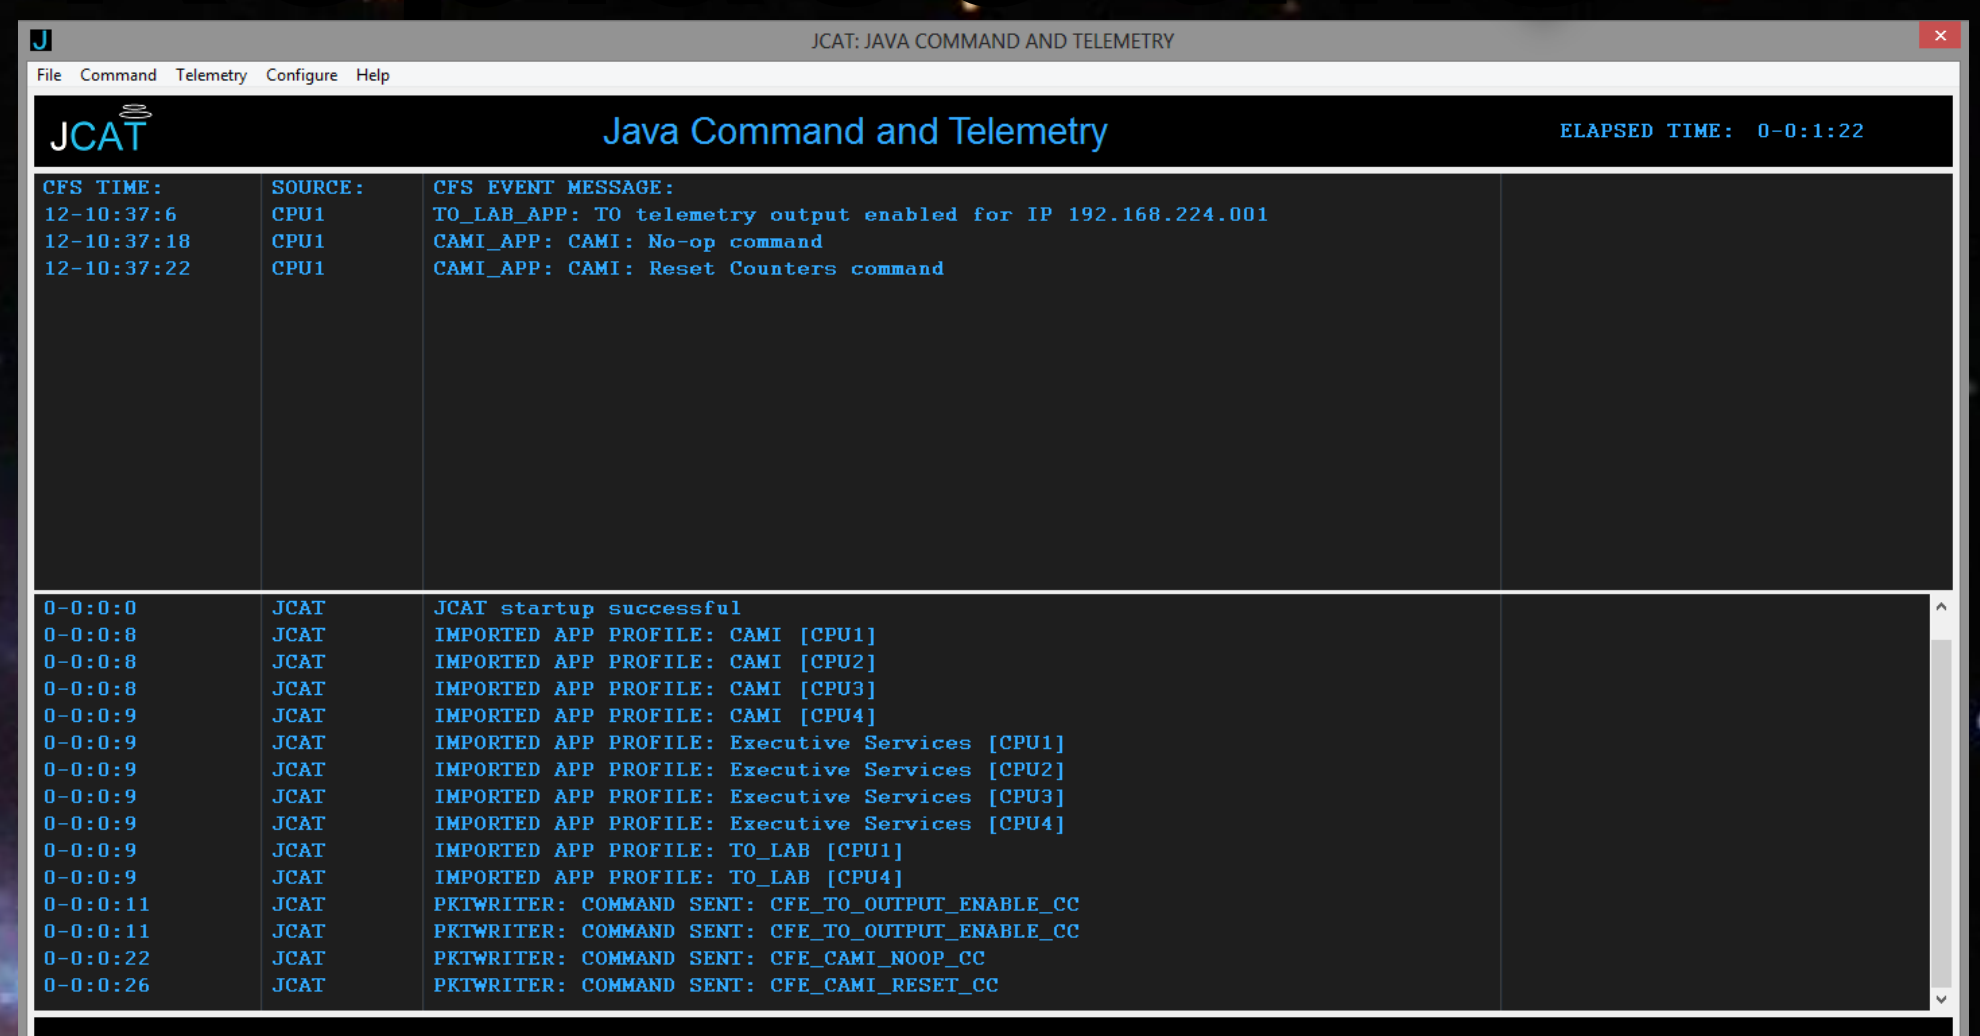 J JCAT: JAVA COMMAND AND TELEMETRY ×
File Command Telemetry Configure Help
JCAT Java Command and Telemetry ELAPSED TIME: 0-0:1:22
CFS TIME: SOURCE: CFS EVENT MESSAGE:
12-10:37:6 CPU1 TO_LAB_APP: TO telemetry output enabled for IP 192.168.224.001
12-10:37:18 CPU1 CAMI_APP: CAMI: No-op command
12-10:37:22 CPU1 CAMI_APP: CAMI: Reset Counters command
0-0:0:0 JCAT JCAT startup successful
0-0:0:8 JCAT IMPORTED APP PROFILE: CAMI [CPU1]
0-0:0:8 JCAT IMPORTED APP PROFILE: CAMI [CPU2]
0-0:0:8 JCAT IMPORTED APP PROFILE: CAMI [CPU3]
0-0:0:9 JCAT IMPORTED APP PROFILE: CAMI [CPU4]
0-0:0:9 JCAT IMPORTED APP PROFILE: Executive Services [CPU1]
0-0:0:9 JCAT IMPORTED APP PROFILE: Executive Services [CPU2]
0-0:0:9 JCAT IMPORTED APP PROFILE: Executive Services [CPU3]
0-0:0:9 JCAT IMPORTED APP PROFILE: Executive Services [CPU4]
0-0:0:9 JCAT IMPORTED APP PROFILE: TO_LAB [CPU1]
0-0:0:9 JCAT IMPORTED APP PROFILE: TO_LAB [CPU4]
0-0:0:11 JCAT PKTWRITER: COMMAND SENT: CFE_TO_OUTPUT_ENABLE_CC
0-0:0:11 JCAT PKTWRITER: COMMAND SENT: CFE_TO_OUTPUT_ENABLE_CC
0-0:0:22 JCAT PKTWRITER: COMMAND SENT: CFE_CAMI_NOOP_CC
0-0:0:26 JCAT PKTWRITER: COMMAND SENT: CFE_CAMI_RESET_CC